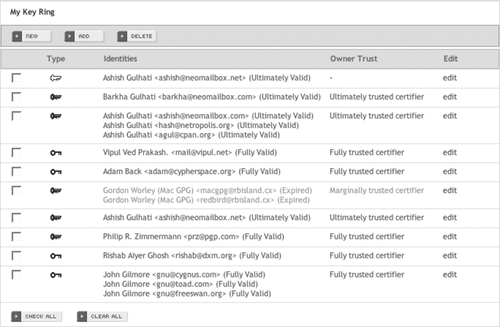 My Key Ring
NEW ADD DELETE
Type Identities Owner Trust Edit
Ashish Gulhati <ashish@neomailbox.net> (Ultimately Valid) - edit
Barkha Gulhati <barkha@neomailbox.com> (Ultimately Valid) Ultimately trusted certifier edit
Ashish Gulhati <ashish@neomailbox.com> (Ultimately Valid) Ultimately trusted certifier edit
Ashish Gulhati <hash@netropolis.org> (Ultimately Valid)
Ashish Gulhati <agul@cpan.org> (Ultimately Valid)
Vipul Ved Prakash. <mail@vipul.net> (Fully Valid) Fully trusted certifier edit
Adam Back <adam@cypherspace.org> (Fully Valid) Fully trusted certifier edit
Gordon Worley (Mac GPG) <macgpg@rbisland.cx> (Expired) Marginally trusted certifier edit
Gordon Worley (Mac GPG) <redbird@rbisland.cx> (Expired)
Ashish Gulhati <ashish@neomailbox.net> (Ultimately Valid) Ultimately trusted certifier edit
Philip R. Zimmermann <prz@pgp.com> (Fully Valid) Fully trusted certifier edit
Rishab Aiyer Ghosh <rishab@dxm.org> (Fully Valid) Fully trusted certifier edit
John Gilmore <gnu@cygnus.com> (Fully Valid) Fully trusted certifier edit
John Gilmore <gnu@toad.com> (Fully Valid)
John Gilmore <gnu@freeswan.org> (Fully Valid)
CHECK ALL CLEAR ALL